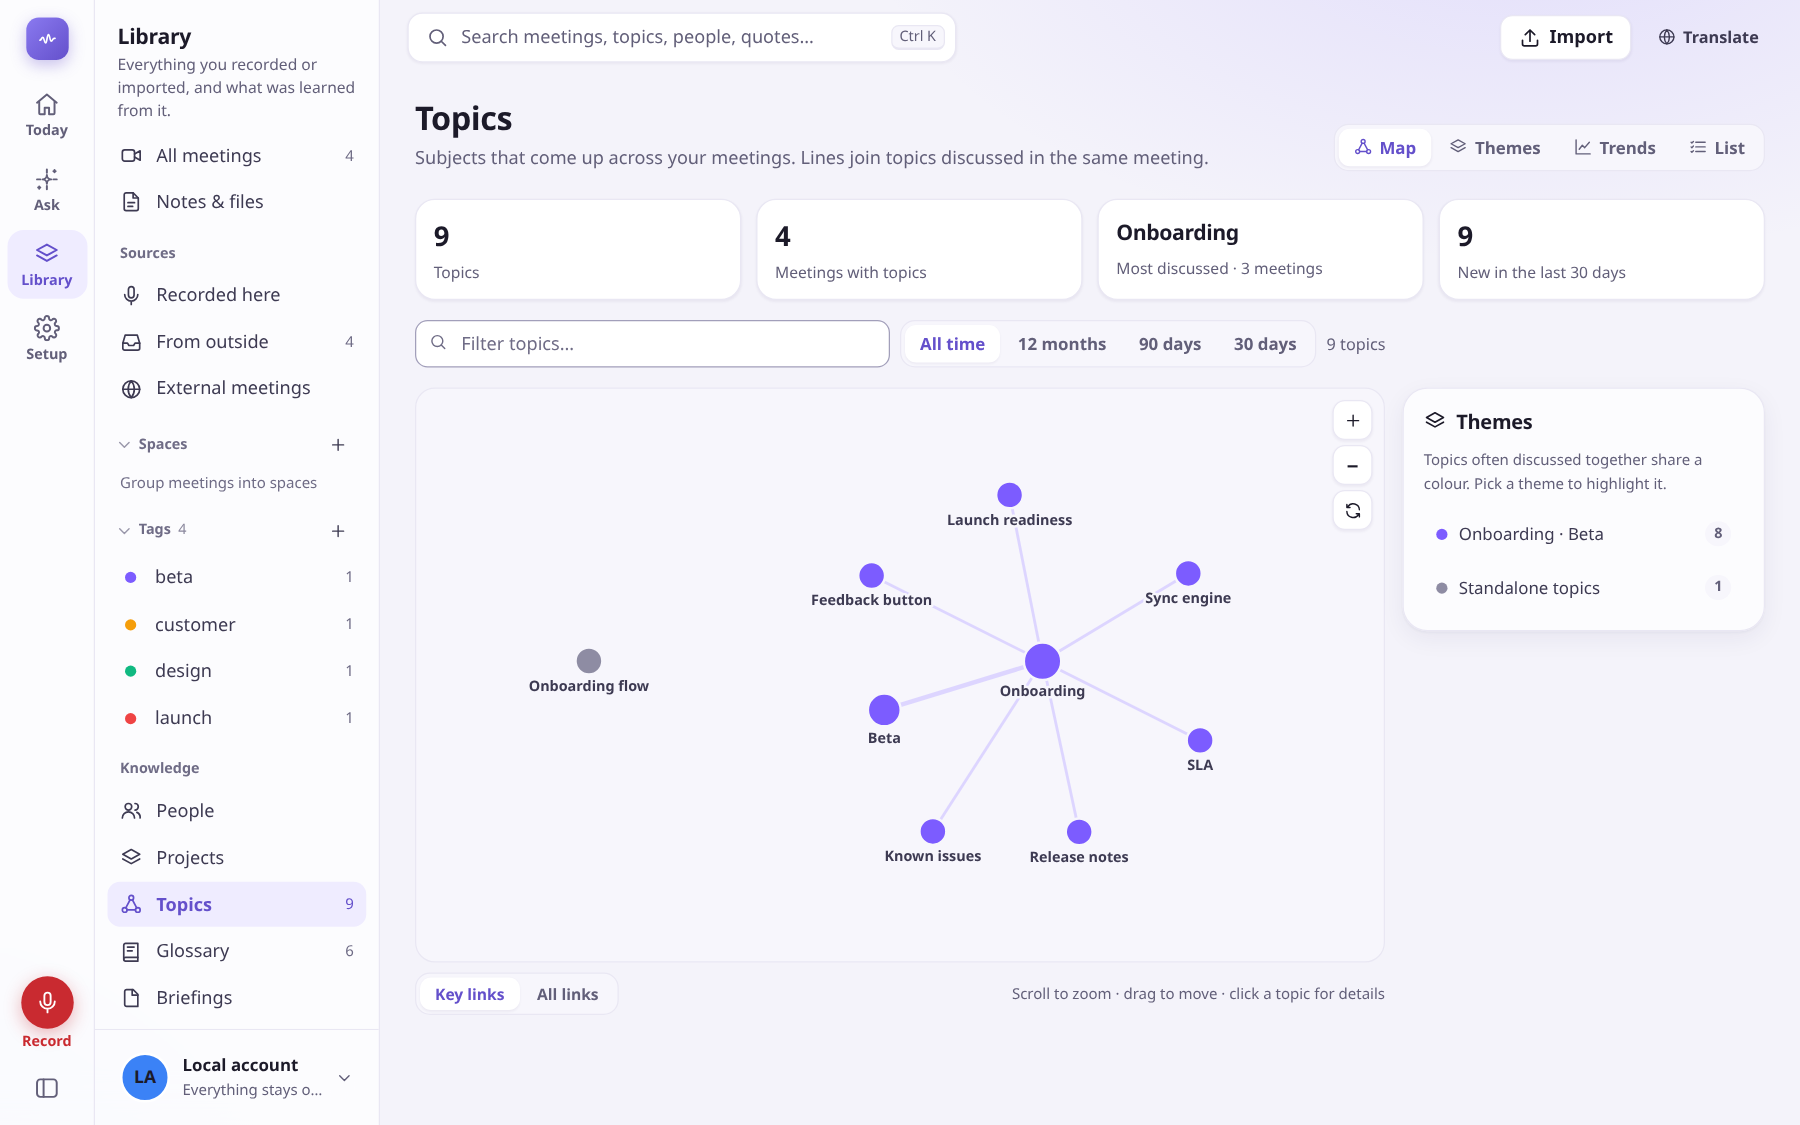 Today
Ask
Library
Setup
Record
Library
Everything you recorded or
imported, and what was learned
from it.
All meetings 4
Notes & files
Sources
Recorded here
From outside 4
External meetings
Spaces
Group meetings into spaces
Tags 4
beta 1
customer 1
design 1
launch 1
Knowledge
People
Projects
Topics 9
Glossary 6
Briefings
LA
Local account
Everything stays o...
Search meetings, topics, people, quotes... Ctrl K
Import
Translate
Topics
Subjects that come up across your meetings. Lines join topics discussed in the same meeting.
Map Themes Trends List
9
Topics
4
Meetings with topics
Onboarding
Most discussed · 3 meetings
9
New in the last 30 days
Filter topics...
All time 12 months 90 days 30 days 9 topics
Launch readiness
Feedback button
Sync engine
Onboarding flow
Onboarding
Beta
SLA
Known issues
Release notes
Key links All links
Scroll to zoom · drag to move · click a topic for details
Themes
Topics often discussed together share a
colour. Pick a theme to highlight it.
Onboarding · Beta 8
Standalone topics 1